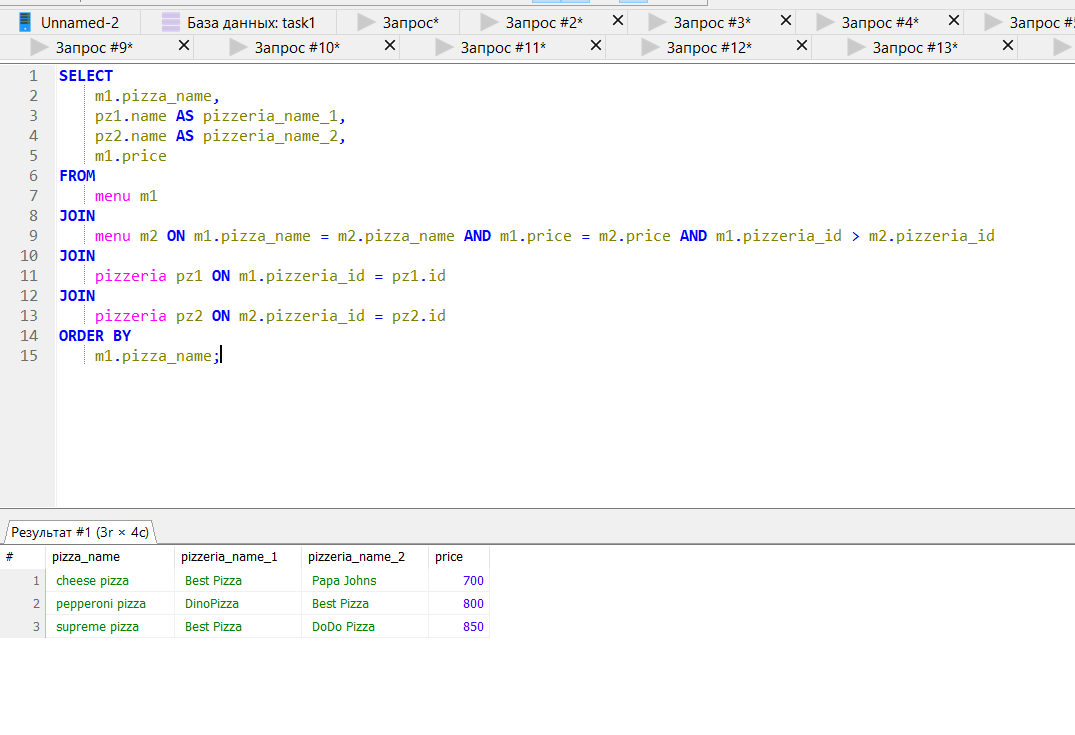 Unnamed-2 База данных: task1 Запрос* Запрос #2* Запрос #3* Запрос #4*
Запрос #9* Запрос #10* Запрос #11* Запрос #12* Запрос #13*
1 SELECT
2 m1.pizza_name,
3 pz1.name AS pizzeria_name_1,
4 pz2.name AS pizzeria_name_2,
5 m1.price
6 FROM
7 menu m1
8 JOIN
9 menu m2 ON m1.pizza_name = m2.pizza_name AND m1.price = m2.price AND m1.pizzeria_id > m2.pizzeria_id
10 JOIN
11 pizzeria pz1 ON m1.pizzeria_id = pz1.id
12 JOIN
13 pizzeria pz2 ON m2.pizzeria_id = pz2.id
14 ORDER BY
15 m1.pizza_name;
Результат #1 (3r × 4c)
# pizza_name pizzeria_name_1 pizzeria_name_2 price
1 cheese pizza Best Pizza Papa Johns 700
2 pepperoni pizza DinoPizza Best Pizza 800
3 supreme pizza Best Pizza DoDo Pizza 850